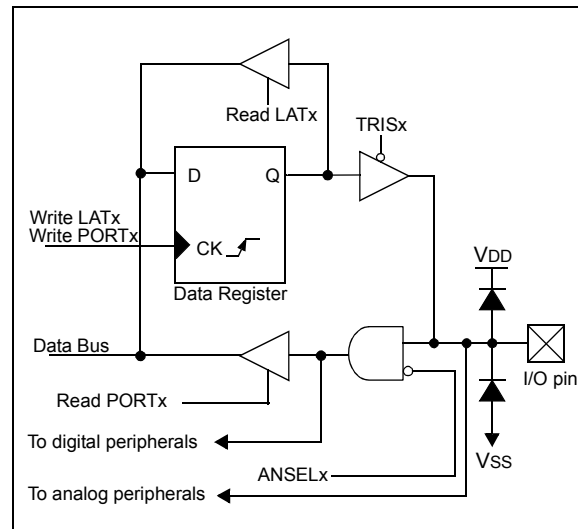 Read LATx
TRISx
D Q
Write LATx
Write PORTx
CK
Data Register
VDD
Data Bus
I/O pin
Read PORTx
To digital peripherals
VSS
ANSELx
To analog peripherals